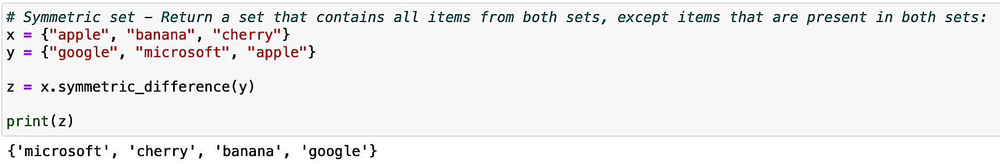 # Symmetric set – Return a set that contains all items from both sets, except items that are present in both sets:
x = {"apple", "banana", "cherry"}
y = {"google", "microsoft", "apple"}
z = x.symmetric_difference(y)
print(z)
{'microsoft', 'cherry', 'banana', 'google'}